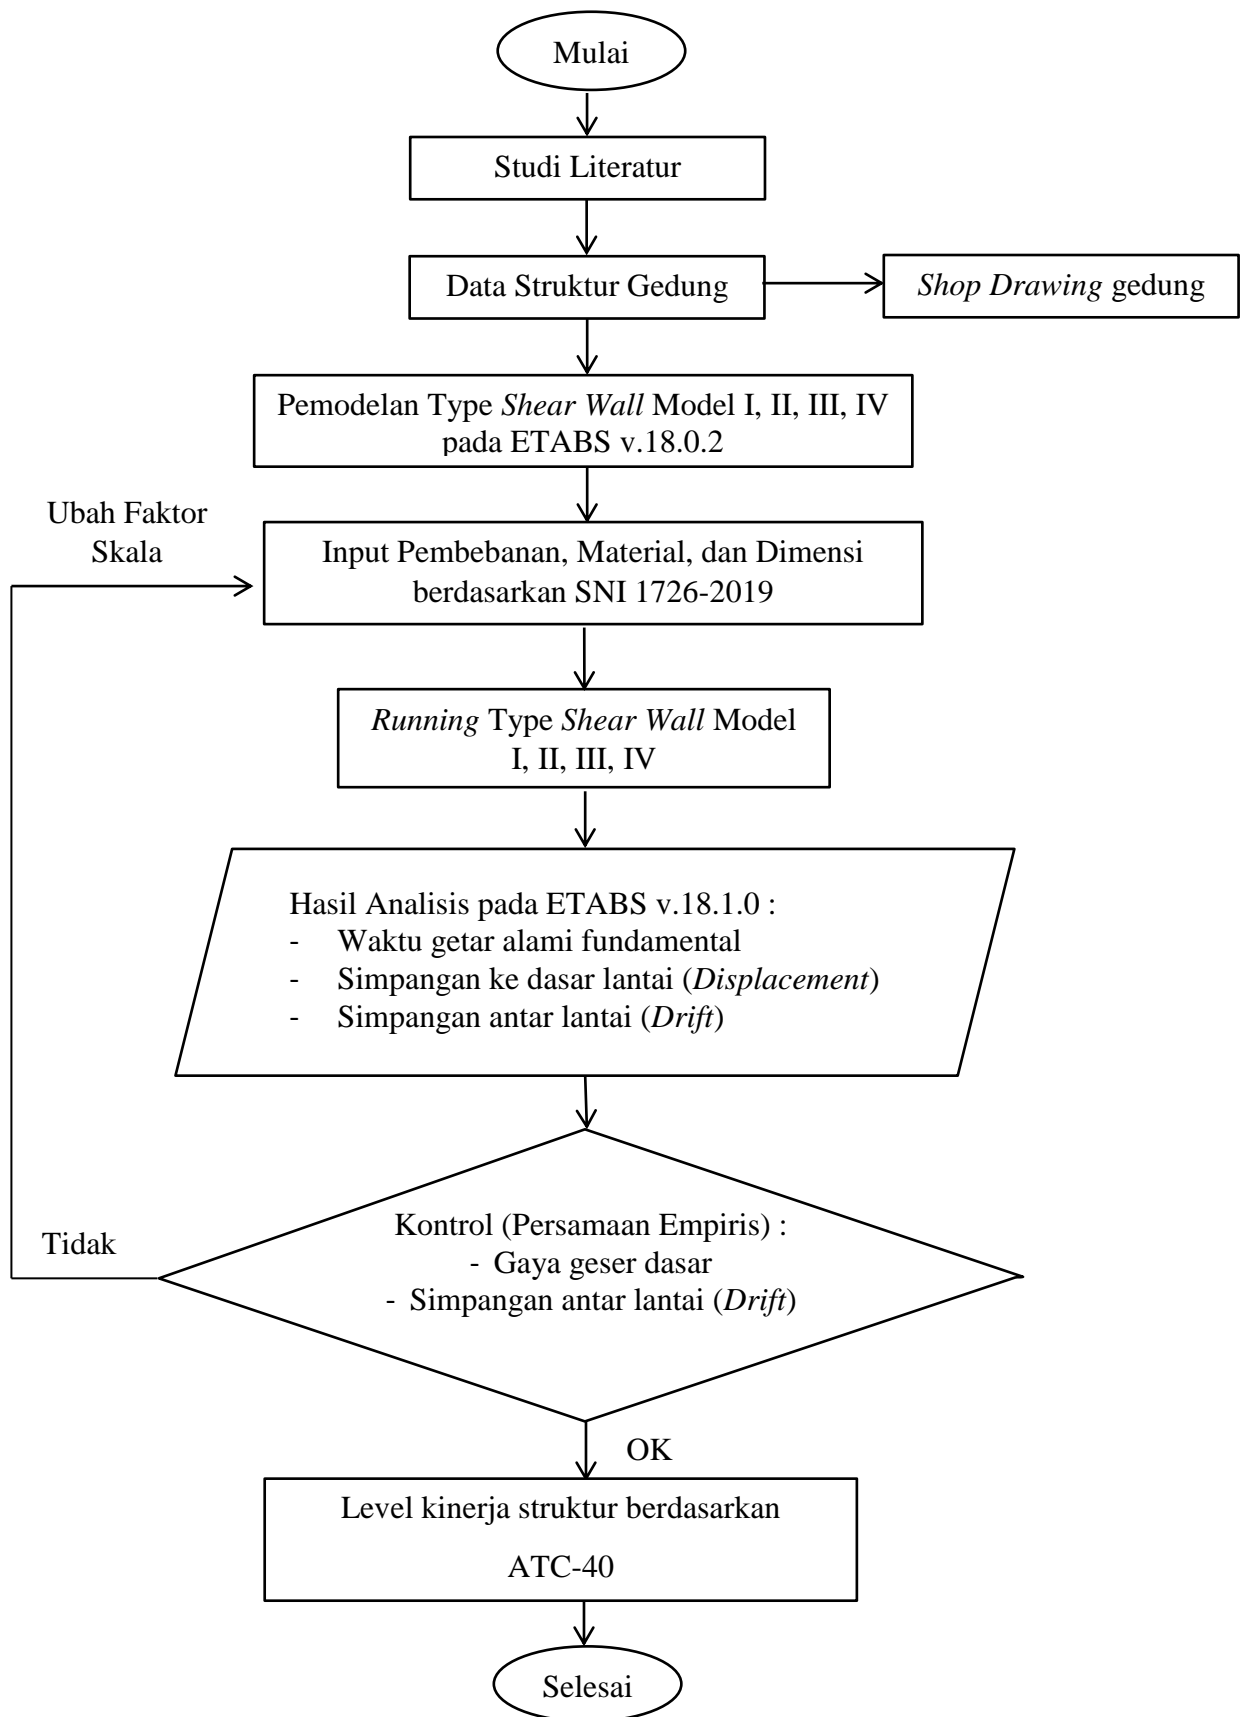 Mulai
Studi Literatur
Data Struktur Gedung
Shop Drawing gedung
Pemodelan Type Shear Wall Model I, II, III, IV
pada ETABS v.18.0.2
Ubah Faktor
Skala
Input Pembebanan, Material, dan Dimensi
berdasarkan SNI 1726-2019
Running Type Shear Wall Model
I, II, III, IV
Hasil Analisis pada ETABS v.18.1.0 :
- Waktu getar alami fundamental
- Simpangan ke dasar lantai (Displacement)
- Simpangan antar lantai (Drift)
Kontrol (Persamaan Empiris) :
- Gaya geser dasar
- Simpangan antar lantai (Drift)
Tidak
OK
Level kinerja struktur berdasarkan
ATC-40
Selesai